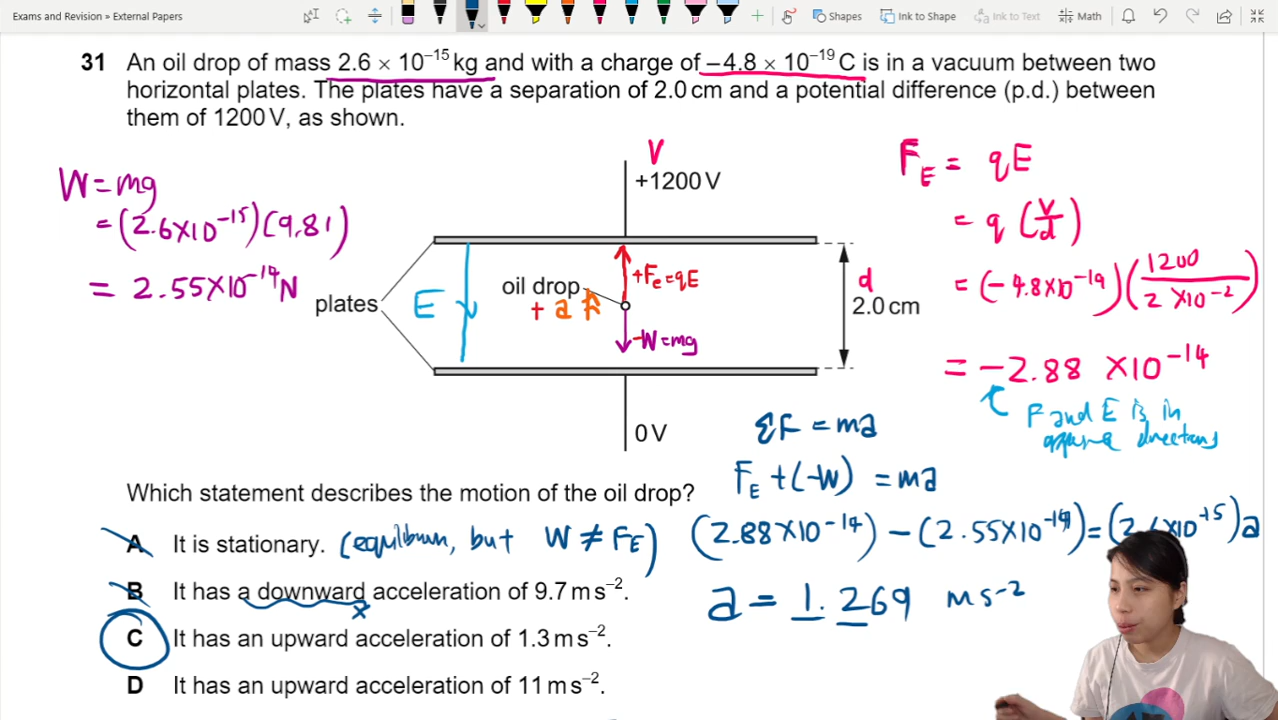 Exams and Revision » External Papers
Shapes
Ink to Shape
Ink to Text
Math
31 An oil drop of mass 2.6 × 10⁻¹⁵ kg and with a charge of −4.8 × 10⁻¹⁹ C is in a vacuum between two
horizontal plates. The plates have a separation of 2.0 cm and a potential difference (p.d.) between
them of 1200 V, as shown.
W = mg
= (2.6×10⁻¹⁵)(9.81)
= 2.55×10⁻¹⁴ N
V
+1200 V
plates
E
oil drop
+ a
+Fe = qE
-W = mg
d
2.0 cm
0 V
F_E = qE
= q (V/d)
= (-4.8×10⁻¹⁹)(1200 / 2 ×10⁻²)
= -2.88 ×10⁻¹⁴
F and E is in
directions
ΣF = ma
F_E + (-W) = ma
(2.88×10⁻¹⁴) - (2.55×10⁻¹⁴) = (2. ×10⁻¹⁵) a
a = 1.269 ms⁻²
Which statement describes the motion of the oil drop?
A It is stationary. (equilibrium, but W ≠ F_E)
B It has a downward acceleration of 9.7 m s⁻².
x
C It has an upward acceleration of 1.3 m s⁻².
D It has an upward acceleration of 11 m s⁻².